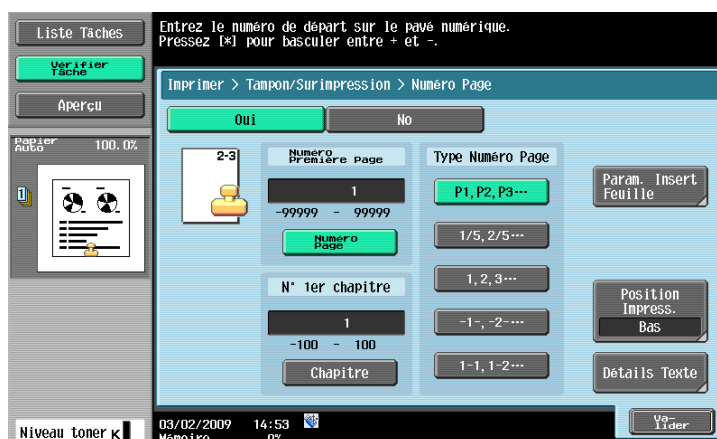 Liste Tâches
Vérifier
Tâche
Aperçu
Papier
Auto
100.0%
1
Niveau toner K
Entrez le numéro de départ sur le pavé numérique.
Pressez [*] pour basculer entre + et -.
Imprimer > Tampon/Surimpression > Numéro Page
Oui
No
2-3
Numéro
Première Page
1
-99999 - 99999
Numéro
Page
N° 1er chapitre
1
-100 - 100
Chapitre
Type Numéro Page
P1,P2,P3···
1/5,2/5···
1,2,3···
-1-,-2-···
1-1,1-2···
Param. Insert
Feuille
Position
Impress.
Bas
Détails Texte
03/02/2009 14:53
Mémoire 0%
Va-
lider